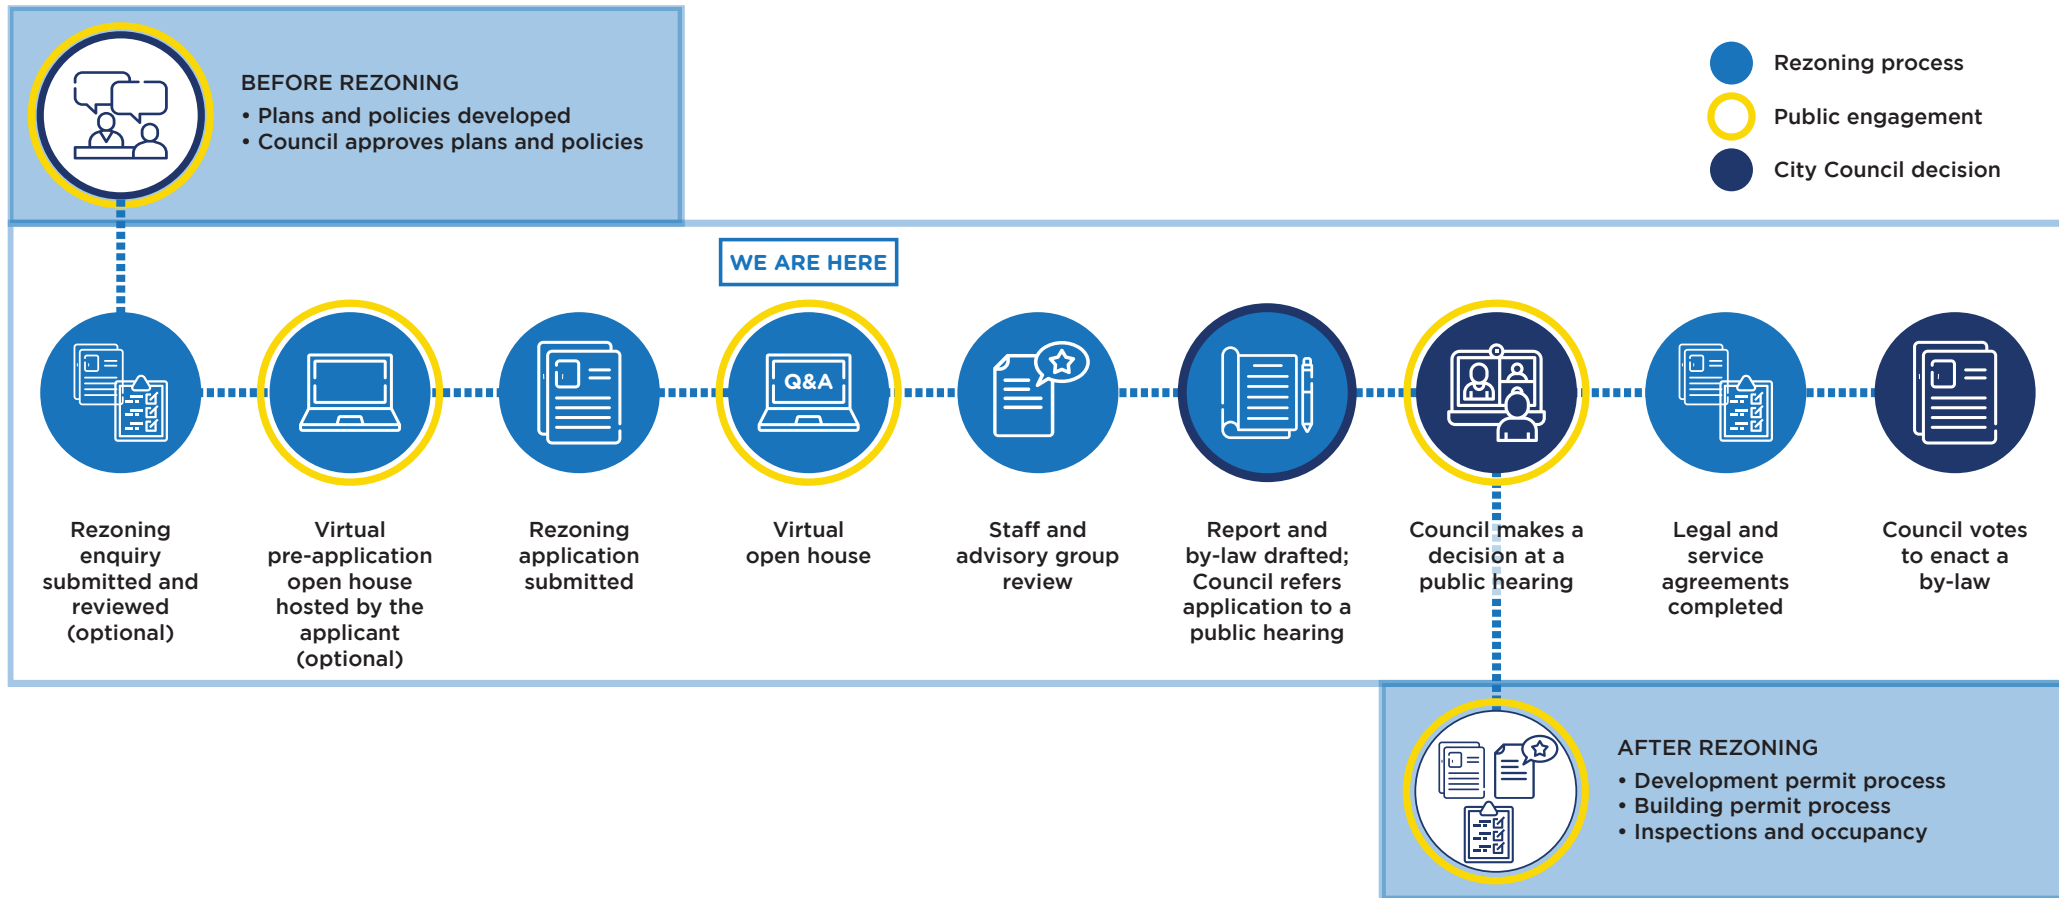 BEFORE REZONING
• Plans and policies developed
• Council approves plans and policies
Rezoning process
Public engagement
City Council decision
WE ARE HERE
Q&A
Rezoning
enquiry
submitted and
reviewed
(optional)
Virtual
pre-application
open house
hosted by the
applicant
(optional)
Rezoning
application
submitted
Virtual
open house
Staff and
advisory group
review
Report and
by-law drafted;
Council refers
application to a
public hearing
Council makes a
decision at a
public hearing
Legal and
service
agreements
completed
Council votes
to enact a
by-law
AFTER REZONING
• Development permit process
• Building permit process
• Inspections and occupancy